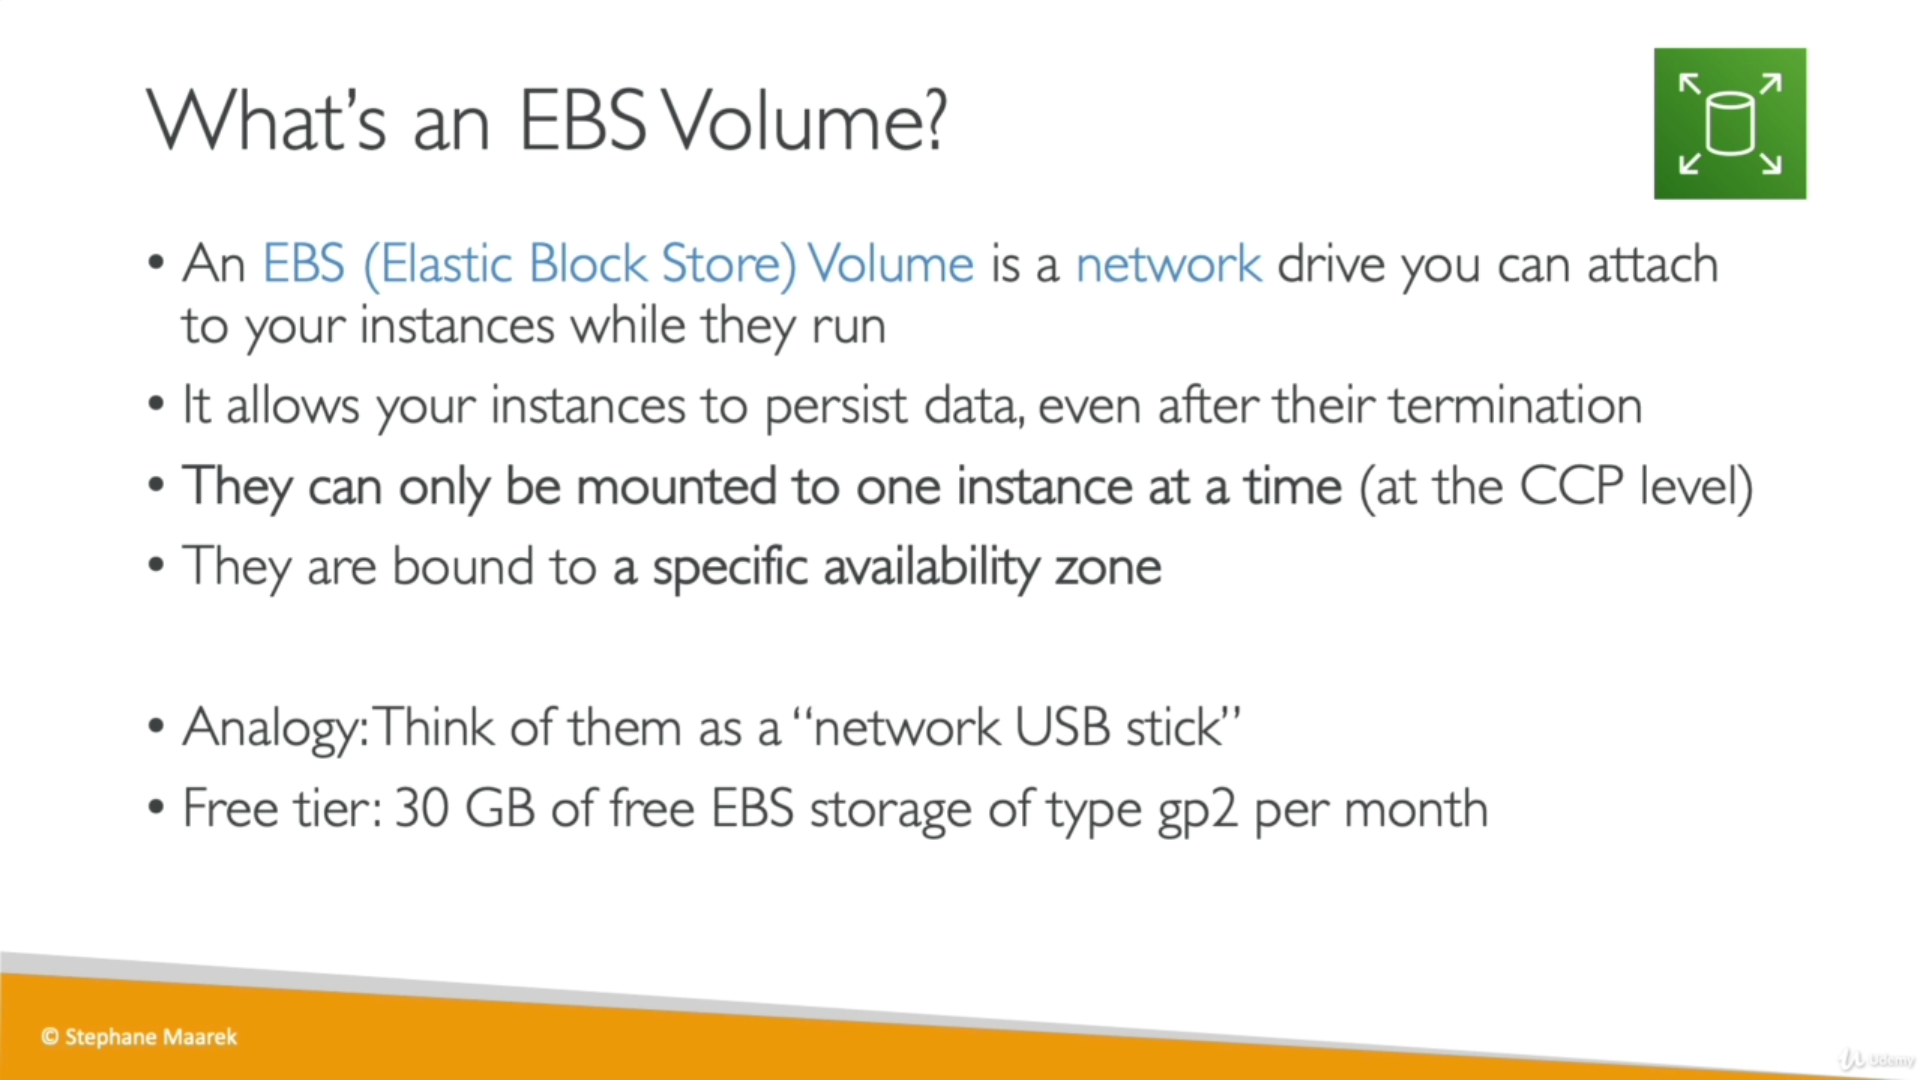 What's an EBS Volume?
• An EBS (Elastic Block Store) Volume is a network drive you can attach
to your instances while they run
• It allows your instances to persist data, even after their termination
• They can only be mounted to one instance at a time (at the CCP level)
• They are bound to a specific availability zone
• Analogy: Think of them as a “network USB stick”
• Free tier: 30 GB of free EBS storage of type gp2 per month
© Stephane Maarek
Udemy